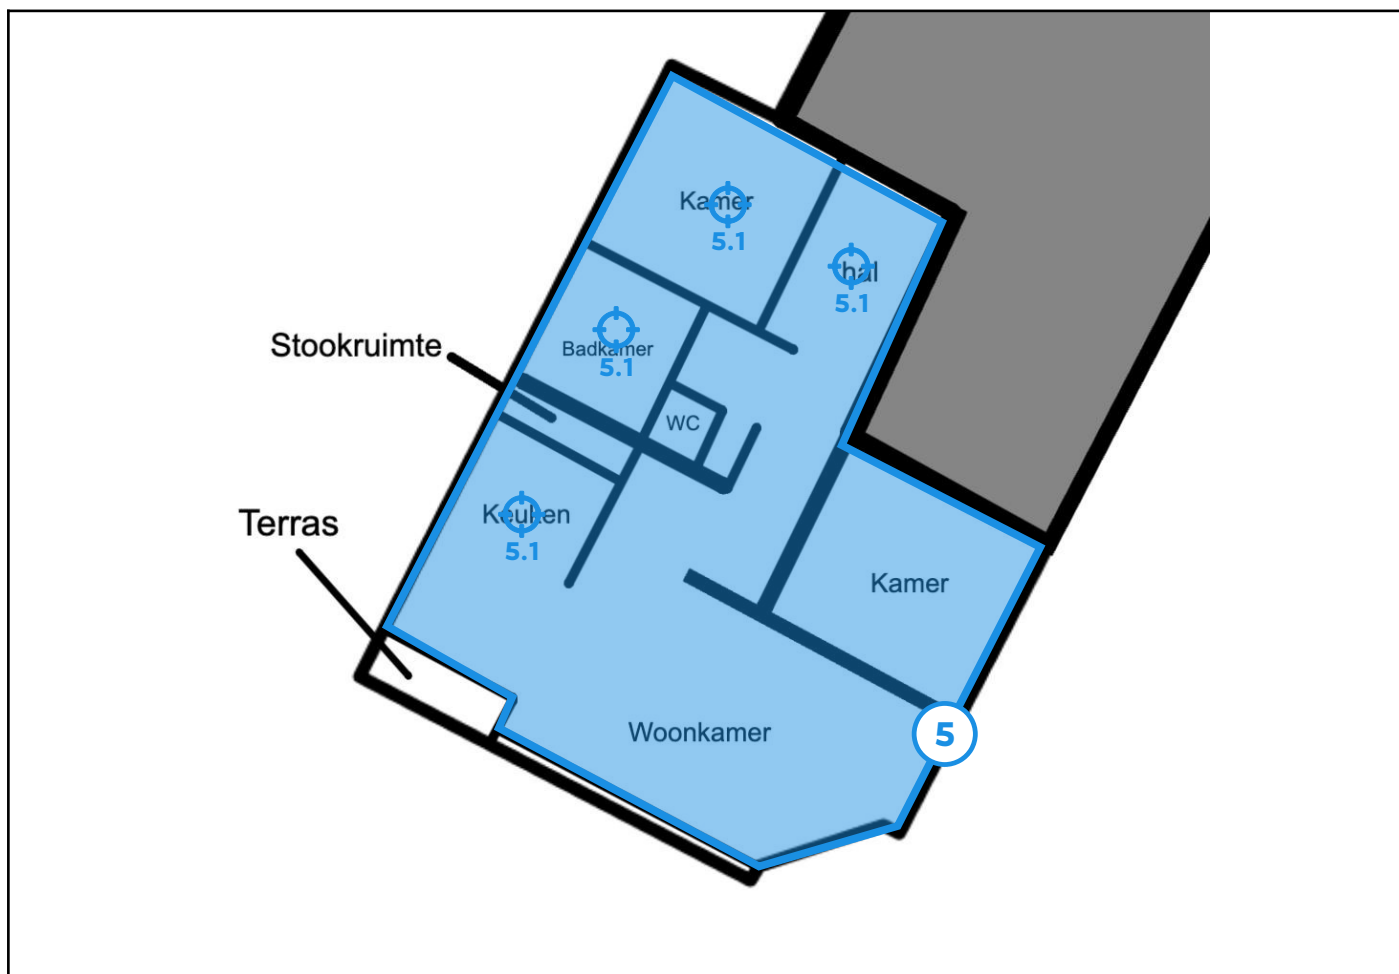 Kamer
5.1
hal
5.1
Stookruimte
Badkamer
5.1
WC
Keuken
5.1
Terras
Kamer
Woonkamer
5